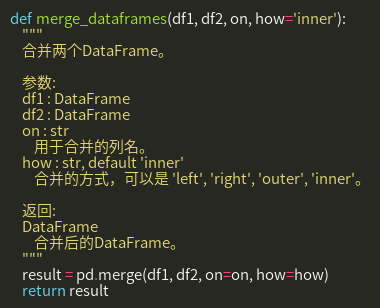 def merge_dataframes(df1, df2, on, how='inner'):
"""
合并两个DataFrame。
参数:
df1 : DataFrame
df2 : DataFrame
on : str
用于合并的列名。
how : str, default 'inner'
合并的方式，可以是 'left', 'right', 'outer', 'inner'。
返回:
DataFrame
合并后的DataFrame。
"""
result = pd.merge(df1, df2, on=on, how=how)
return result